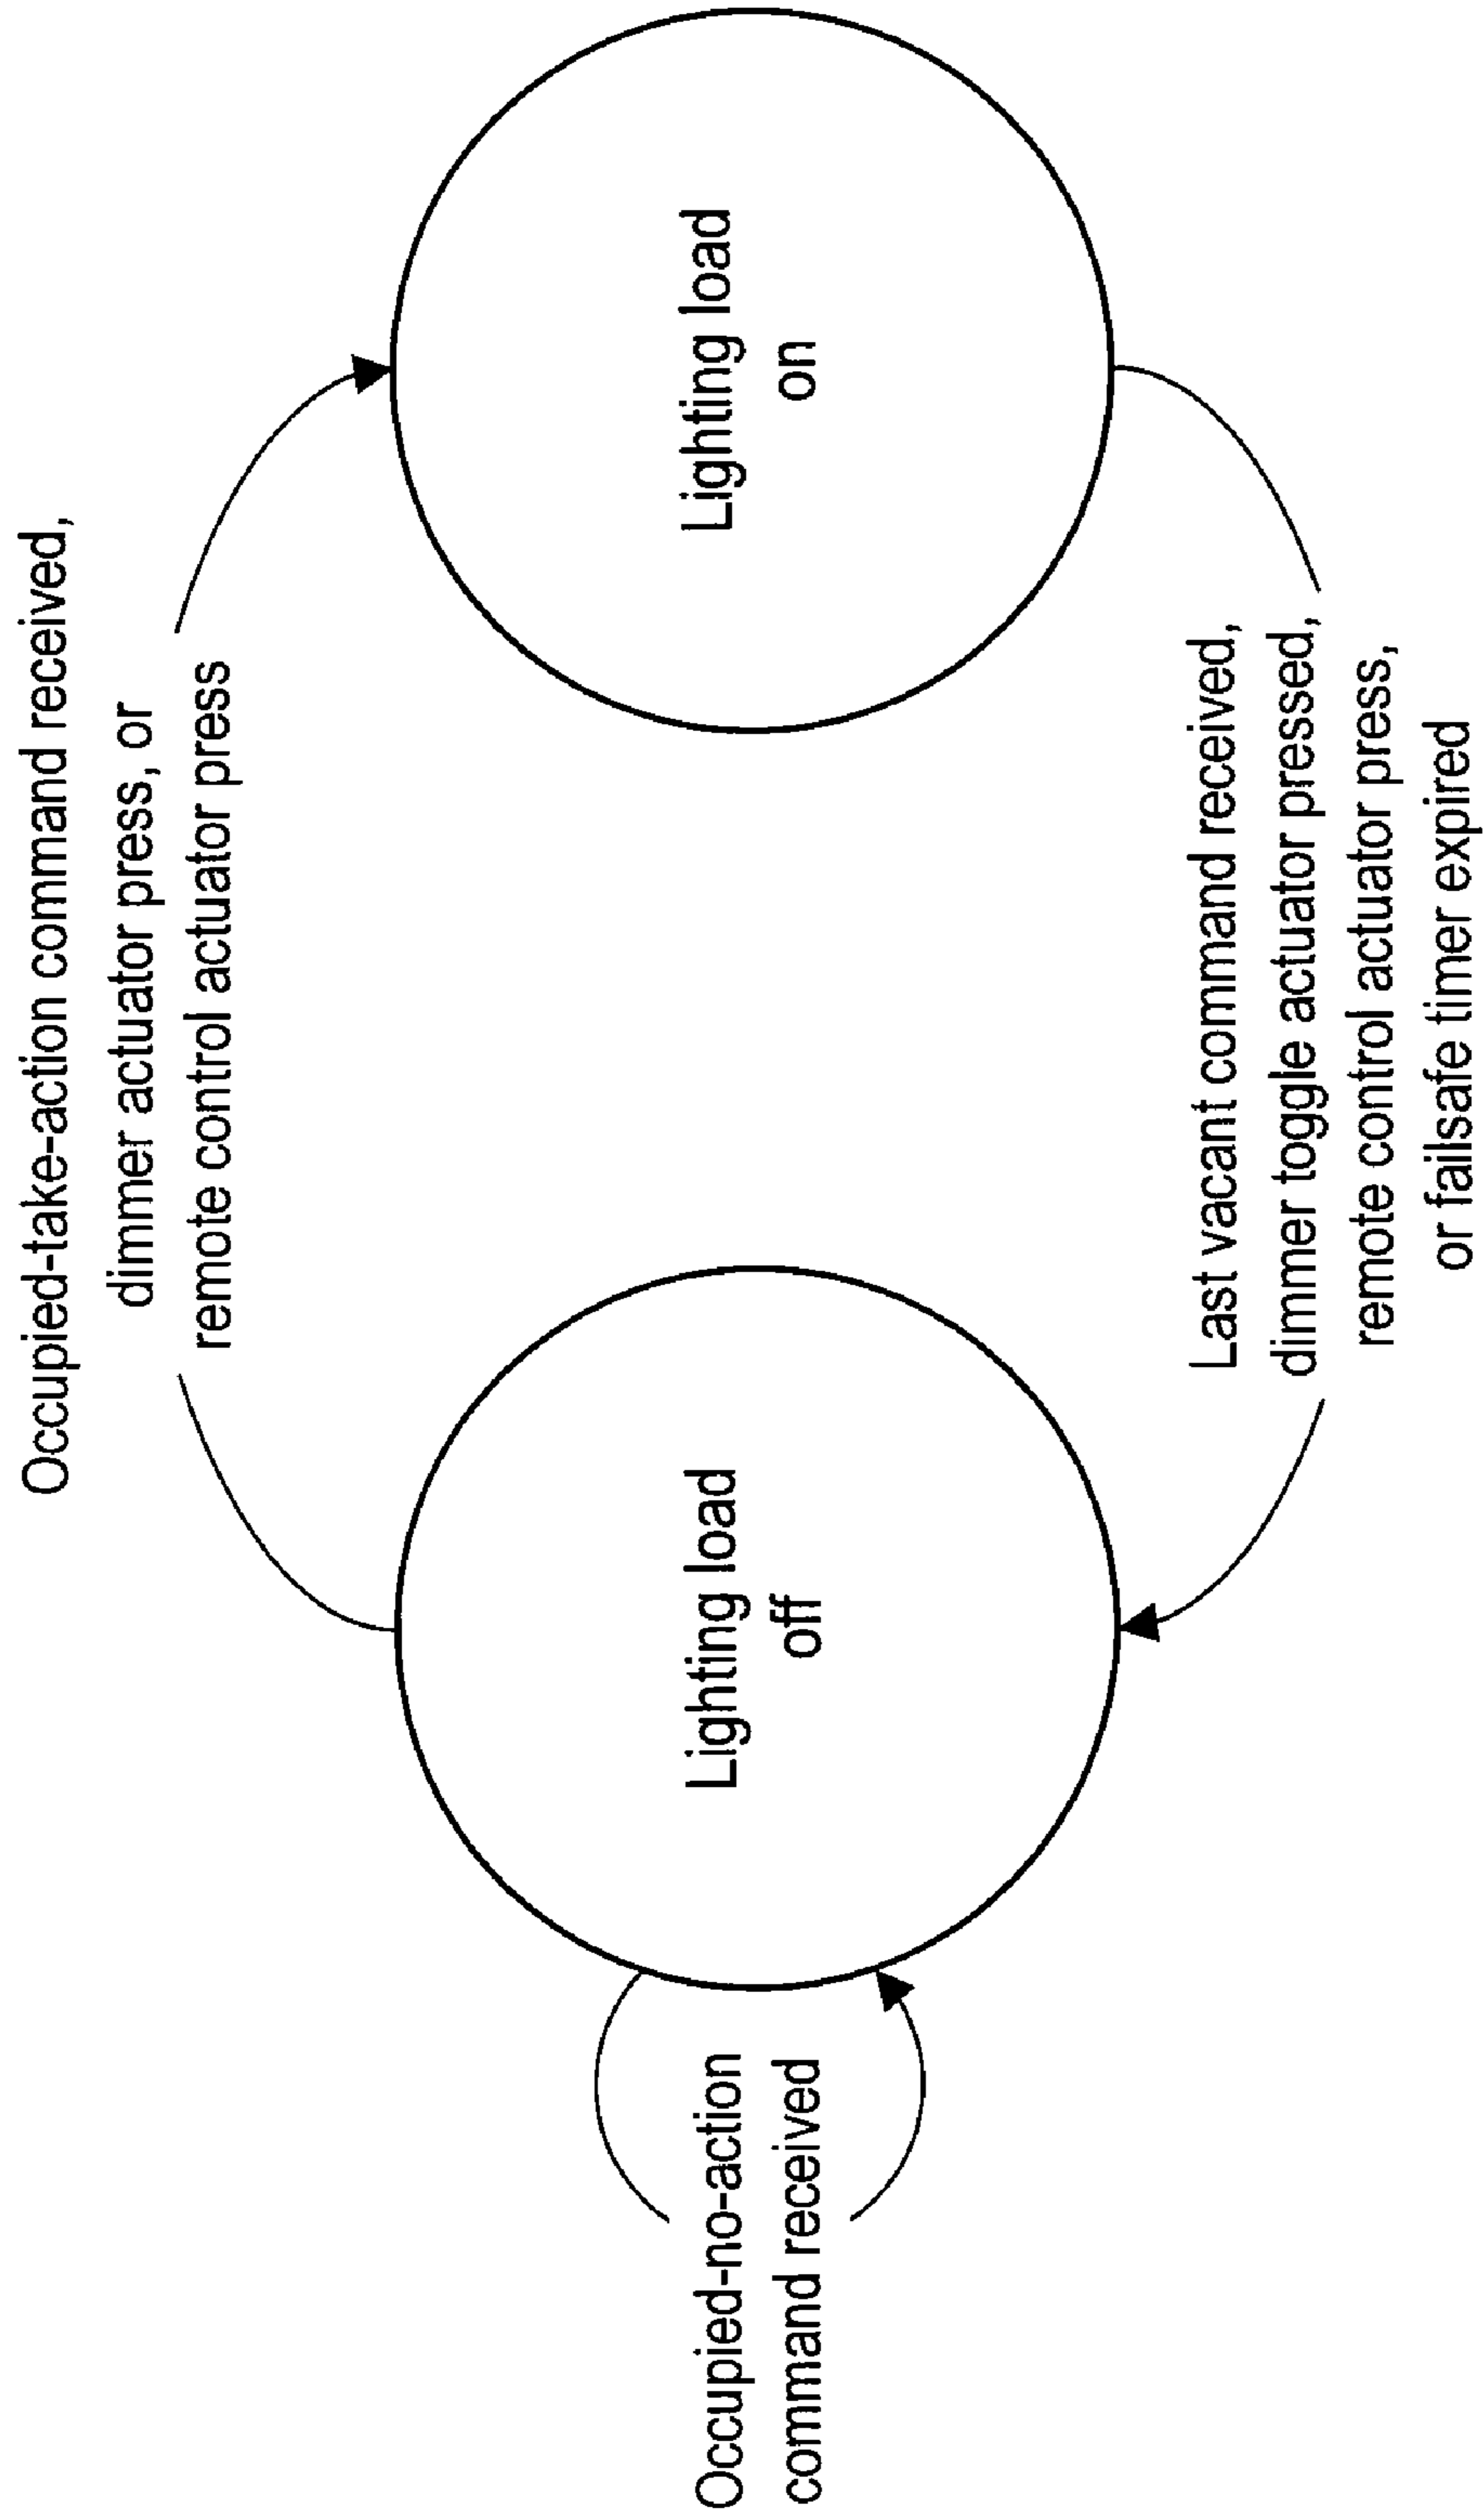 Occupied-take-action command received,
dimmer actuator press, or
remote control actuator press
Occupied-no-action
command received
Lighting load
off
Lighting load
on
Last vacant command received,
dimmer toggle actuator pressed,
remote control actuator press,
or failsafe timer expired